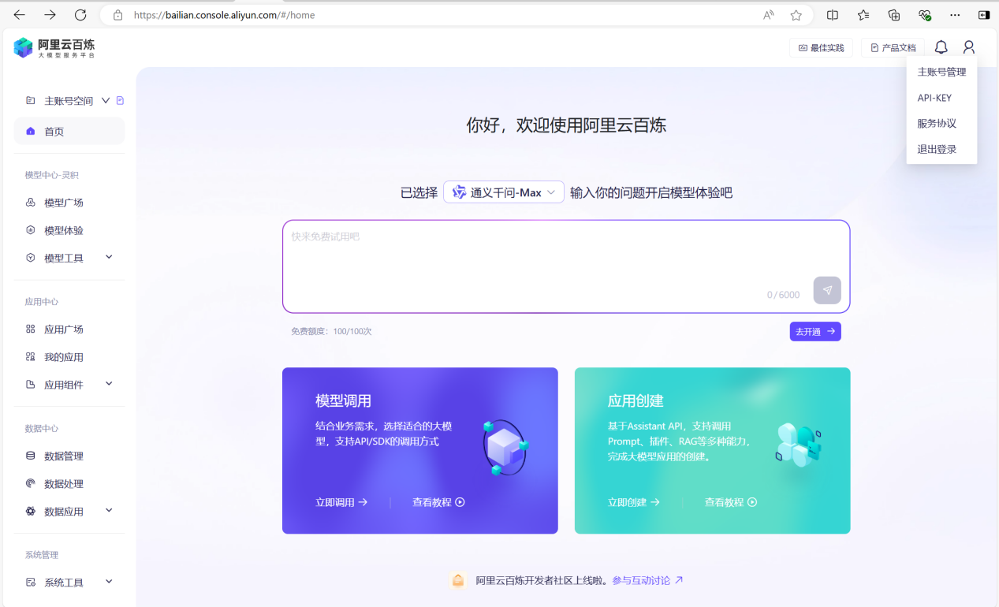 https://bailian.console.aliyun.com/#/home
阿里云百炼
大模型服务平台
最佳实践
产品文档
主账号管理
API-KEY
服务协议
退出登录
主账号空间
首页
模型中心-灵积
模型广场
模型体验
模型工具
应用中心
应用广场
我的应用
应用组件
数据中心
数据管理
数据处理
数据应用
系统管理
系统工具
你好，欢迎使用阿里云百炼
已选择 通义千问-Max 输入你的问题开启模型体验吧
快来免费试用吧
0/6000
免费额度：100/100次
去开通
模型调用
结合业务需求，选择适合的大模
型，支持API/SDK的调用方式
立即调用
查看教程
应用创建
基于Assistant API，支持调用
Prompt、插件、RAG等多种能力，
完成大模型应用的创建。
立即创建
查看教程
阿里云百炼开发者社区上线啦。参与互动讨论